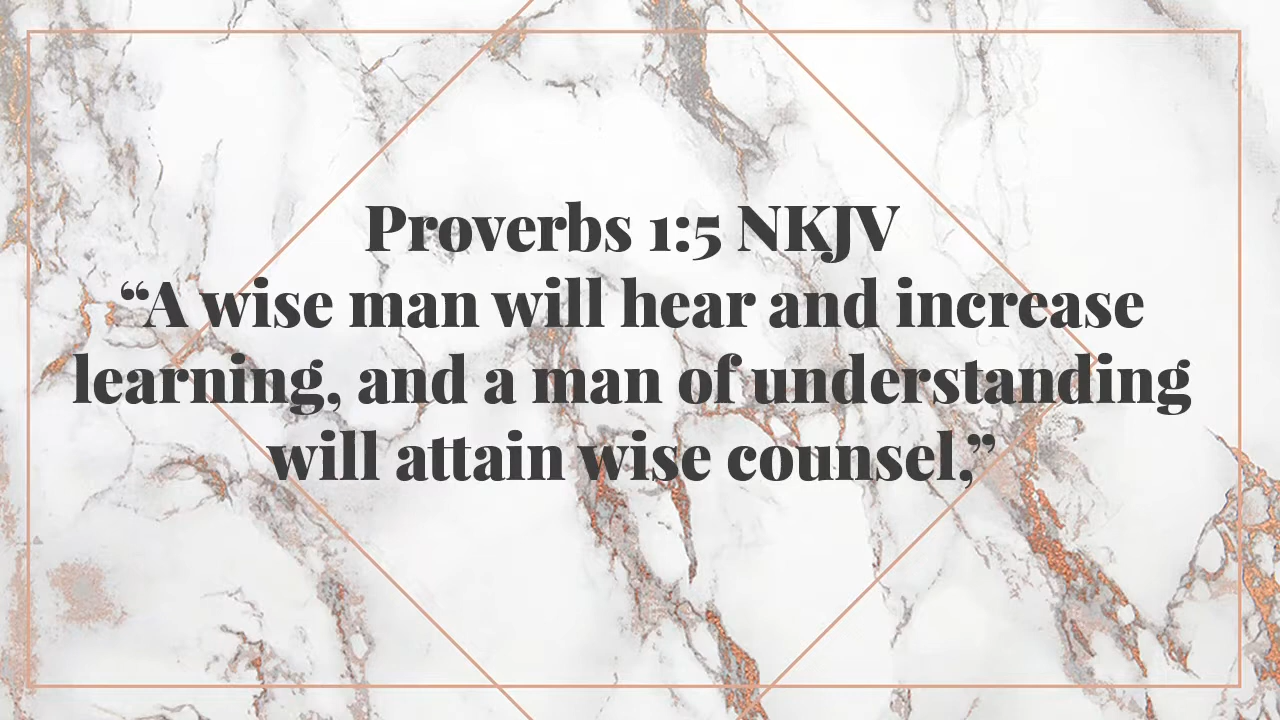 Proverbs 1:5 NKJV
“A wise man will hear and increase
learning, and a man of understanding
will attain wise counsel,”